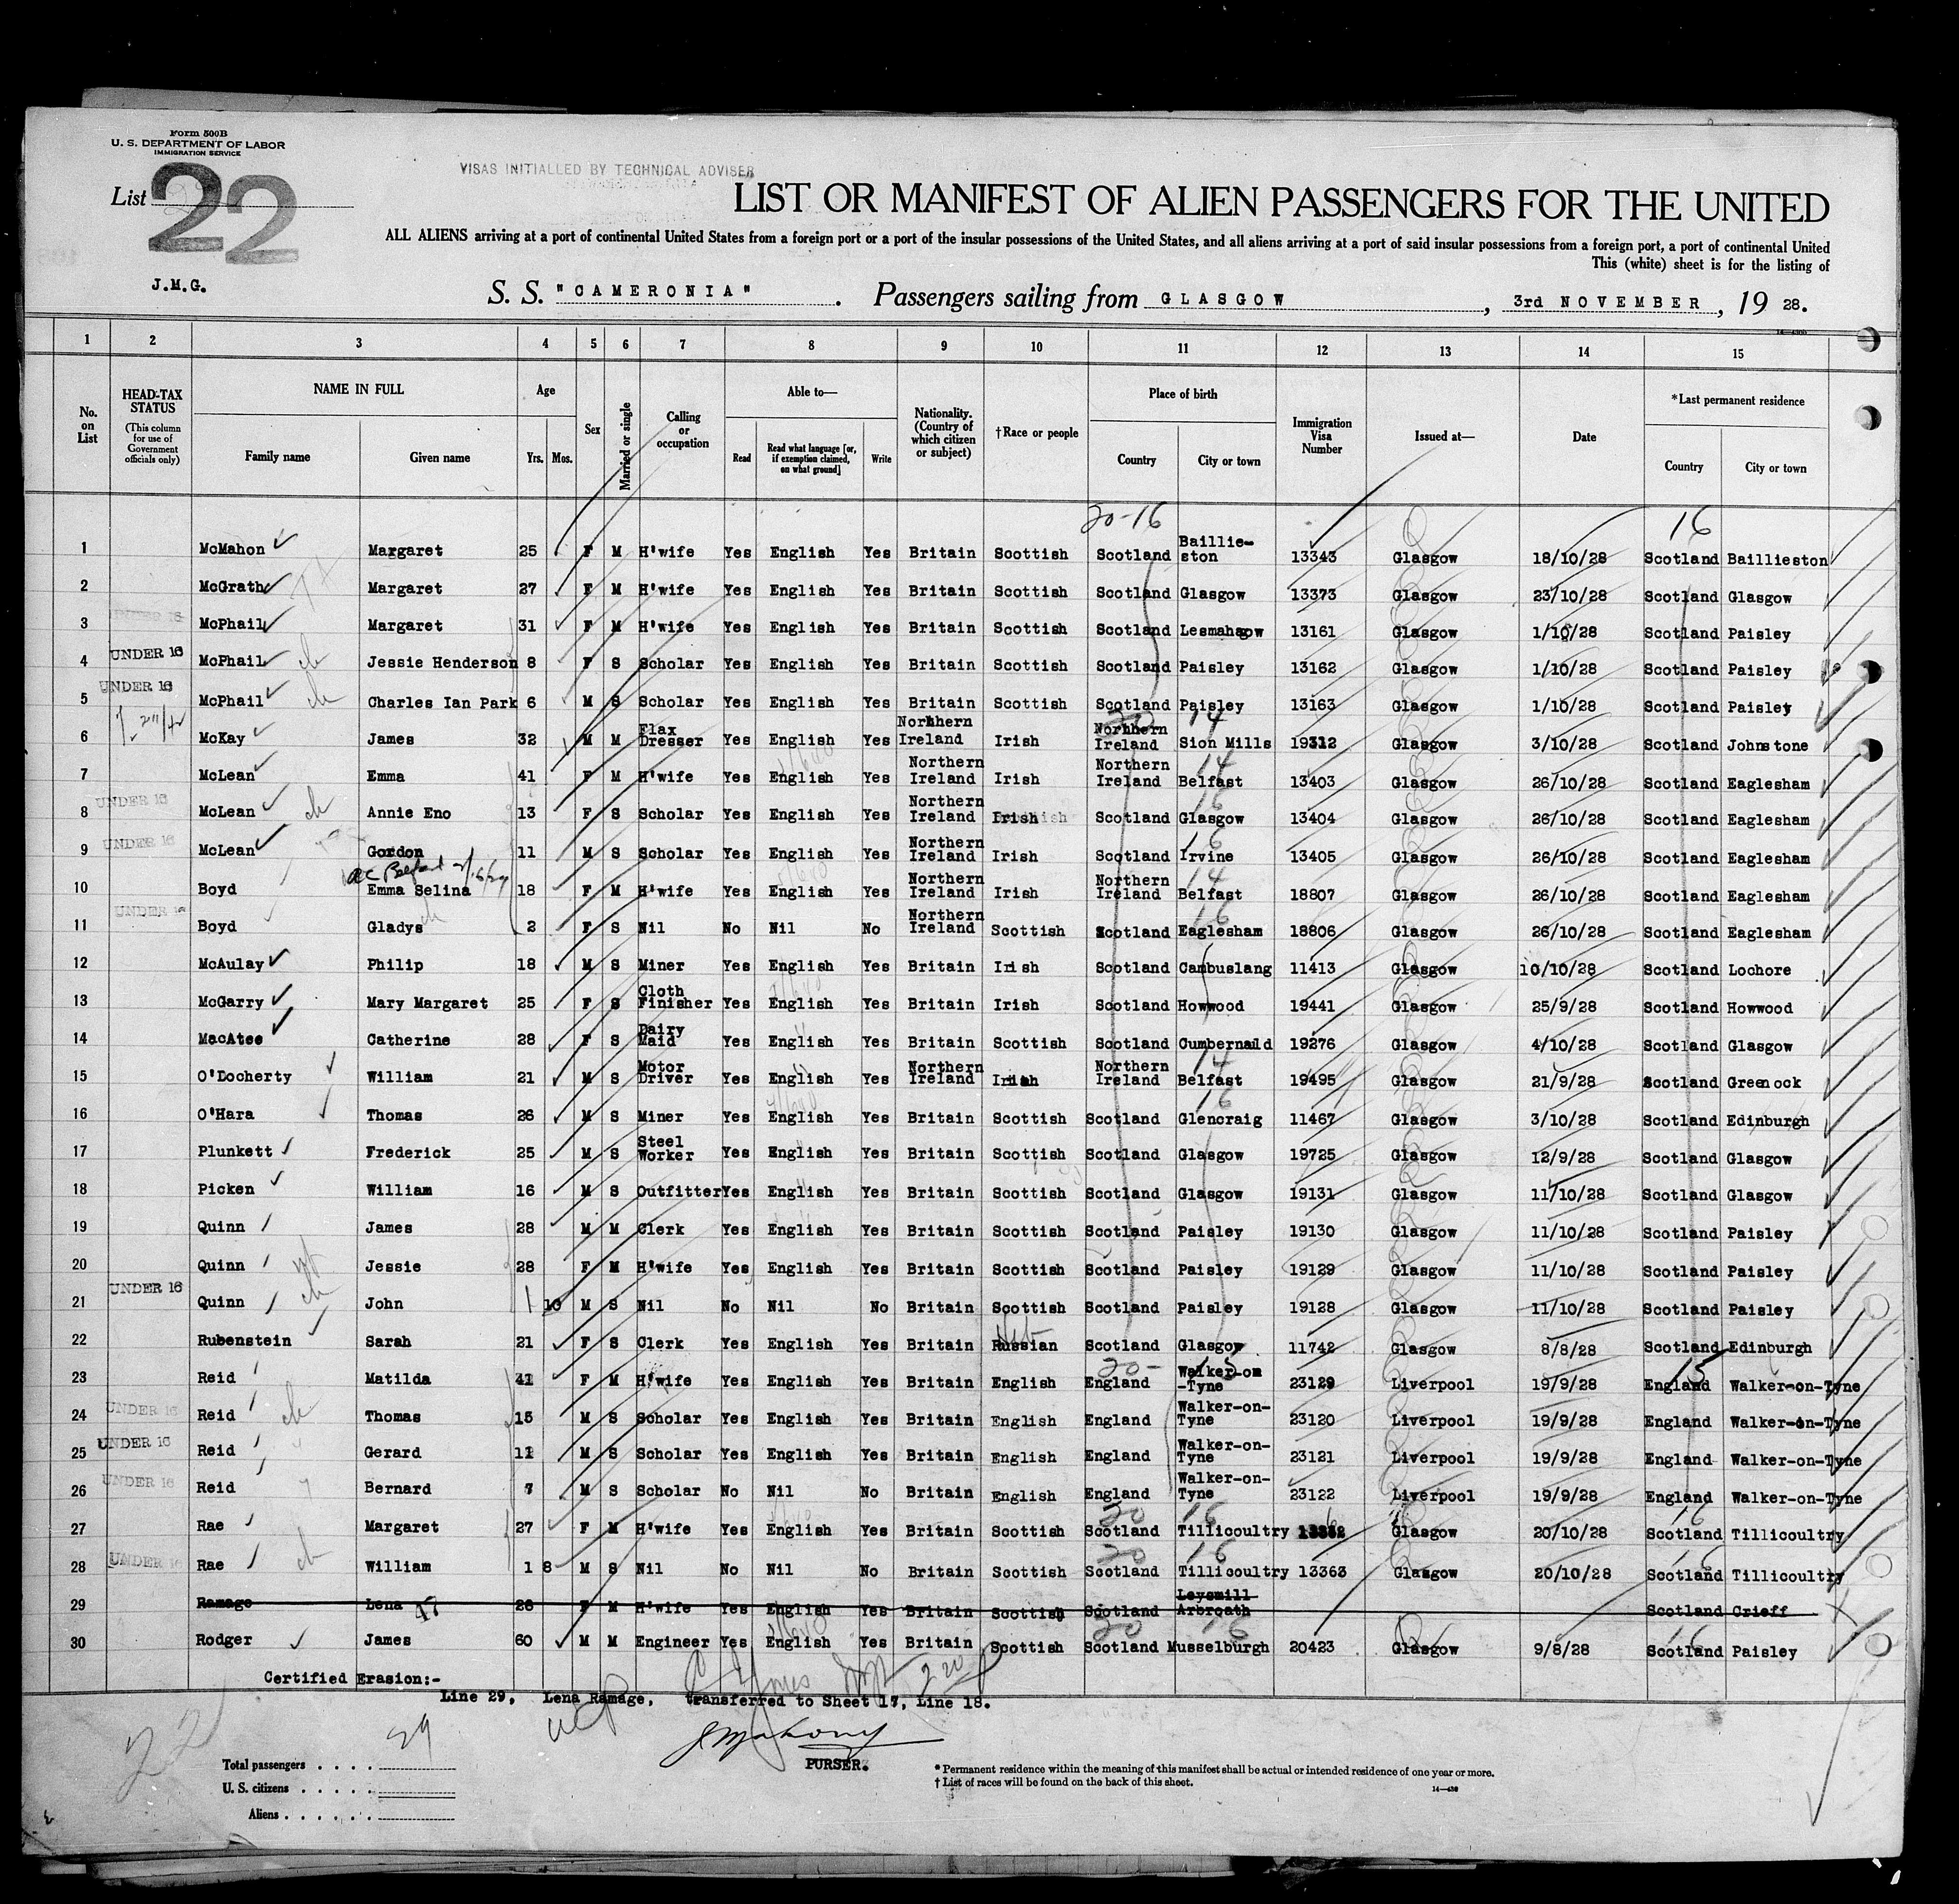 Form 500B
U. S. DEPARTMENT OF LABOR
IMMIGRATION SERVICE
List 22
VISAS INITIALLED BY TECHNICAL ADVISER
LIST OR MANIFEST OF ALIEN PASSENGERS FOR THE UNITED
ALL ALIENS arriving at a port of continental United States from a foreign port or a port of the insular possessions of the United States, and all aliens arriving at a port of said insular possessions from a foreign port, a port of continental United
This (white) sheet is for the listing of
J.M.G.
S. S. "CAMERONIA". Passengers sailing from GLASGOW, 3rd NOVEMBER, 19 28.
1 2 3 4 5 6 7 8 9 10 11 12 13 14 15
No. on List
HEAD-TAX STATUS (This column for use of Government officials only)
NAME IN FULL
Family name Given name
Age
Yrs. Mos.
Sex
Married or single
Calling or occupation
Able to—
Read Read what language [or, if exemption claimed, on what ground] Write
Nationality. (Country of which citizen or subject)
†Race or people
Place of birth
Country City or town
Immigration Visa Number
Issued at—
Date
*Last permanent residence
Country City or town
20-16 16
1 McMahon Margaret 25 F M H'wife Yes English Yes Britain Scottish Scotland Baillie-ston 13343 Glasgow 18/10/28 Scotland Baillieston
2 McGrath Margaret 27 F M H'wife Yes English Yes Britain Scottish Scotland Glasgow 13373 Glasgow 23/10/28 Scotland Glasgow
3 UNDER 16 McPhail Margaret 31 F M H'wife Yes English Yes Britain Scottish Scotland Lesmahagow 13161 Glasgow 1/10/28 Scotland Paisley
4 UNDER 16 McPhail Jessie Henderson 8 F S Scholar Yes English Yes Britain Scottish Scotland Paisley 13162 Glasgow 1/10/28 Scotland Paisley
5 UNDER 16 McPhail Charles Ian Park 6 M S Scholar Yes English Yes Britain Scottish Scotland Paisley 13163 Glasgow 1/10/28 Scotland Paisley
6 McKay James 32 M M Flax Dresser Yes English Yes Northern Ireland Irish Northern Ireland Sion Mills 19312 Glasgow 3/10/28 Scotland Johnstone
7 McLean Emma 41 F M H'wife Yes English Yes Northern Ireland Irish Northern Ireland Belfast 13403 Glasgow 26/10/28 Scotland Eaglesham
8 UNDER 16 McLean Annie Eno 13 F S Scholar Yes English Yes Northern Ireland Irish Scotland Glasgow 13404 Glasgow 26/10/28 Scotland Eaglesham
9 UNDER 16 McLean Gordon 11 M S Scholar Yes English Yes Northern Ireland Irish Scotland Irvine 13405 Glasgow 26/10/28 Scotland Eaglesham
10 Boyd Emma Selina 18 F M H'wife Yes English Yes Northern Ireland Irish Northern Ireland Belfast 18807 Glasgow 26/10/28 Scotland Eaglesham
11 UNDER 16 Boyd Gladys 2 F S Nil No Nil No Northern Ireland Scottish Scotland Eaglesham 18806 Glasgow 26/10/28 Scotland Eaglesham
12 McAulay Philip 18 M S Miner Yes English Yes Britain Irish Scotland Cambuslang 11413 Glasgow 10/10/28 Scotland Lochore
13 McGarry Mary Margaret 25 F S Cloth Finisher Yes English Yes Britain Irish Scotland Howwood 19441 Glasgow 25/9/28 Scotland Howwood
14 MacAtee Catherine 28 F S Dairy Maid Yes English Yes Britain Scottish Scotland Cumbernauld 19276 Glasgow 4/10/28 Scotland Glasgow
15 O'Docherty William 21 M S Motor Driver Yes English Yes Northern Ireland Irish Northern Ireland Belfast 19495 Glasgow 21/9/28 Scotland Greenock
16 O'Hara Thomas 26 M S Miner Yes English Yes Britain Scottish Scotland Glencraig 11467 Glasgow 3/10/28 Scotland Edinburgh
17 Plunkett Frederick 25 M S Steel Worker Yes English Yes Britain Scottish Scotland Glasgow 19725 Glasgow 12/9/28 Scotland Glasgow
18 Picken William 16 M S Outfitter Yes English Yes Britain Scottish Scotland Glasgow 19131 Glasgow 11/10/28 Scotland Glasgow
19 Quinn James 28 M M Clerk Yes English Yes Britain Scottish Scotland Paisley 19130 Glasgow 11/10/28 Scotland Paisley
20 Quinn Jessie 28 F M H'wife Yes English Yes Britain Scottish Scotland Paisley 19129 Glasgow 11/10/28 Scotland Paisley
21 UNDER 16 Quinn John 1 10 M S Nil No Nil No Britain Scottish Scotland Paisley 19128 Glasgow 11/10/28 Scotland Paisley
22 Rubenstein Sarah 21 F S Clerk Yes English Yes Britain Russian Scotland Glasgow 11742 Glasgow 8/8/28 Scotland Edinburgh
23 Reid Matilda 41 F M H'wife Yes English Yes Britain English England Walker-on-Tyne 23129 Liverpool 19/9/28 England Walker-on-Tyne
24 UNDER 16 Reid Thomas 15 M S Scholar Yes English Yes Britain English England Walker-on-Tyne 23120 Liverpool 19/9/28 England Walker-on-Tyne
25 UNDER 16 Reid Gerard 11 M S Scholar Yes English Yes Britain English England Walker-on-Tyne 23121 Liverpool 19/9/28 England Walker-on-Tyne
26 UNDER 16 Reid Bernard 7 M S Scholar No Nil No Britain English England Walker-on-Tyne 23122 Liverpool 19/9/28 England Walker-on-Tyne
27 Rae Margaret 27 F M H'wife Yes English Yes Britain Scottish Scotland Tillicoultry Glasgow 20/10/28 Scotland Tillicoultry
28 UNDER 16 Rae William 1 8 M S Nil No Nil No Britain Scottish Scotland Tillicoultry 13363 Glasgow 20/10/28 Scotland Tillicoultry
29 Ramage Lena 17 26 F M H'wife Yes English Yes Britain Scottish Scotland Leysmill Arbroath Scotland Crieff
30 Rodger James 60 M M Engineer Yes English Yes Britain Scottish Scotland Musselburgh 20423 Glasgow 9/8/28 Scotland Paisley
Certified Erasion:-
Line 29, Lena Ramage, transferred to Sheet 17, Line 18.
22
29
PURSER.
Total passengers
U. S. citizens
Aliens
* Permanent residence within the meaning of this manifest shall be actual or intended residence of one year or more.
† List of races will be found on the back of this sheet.